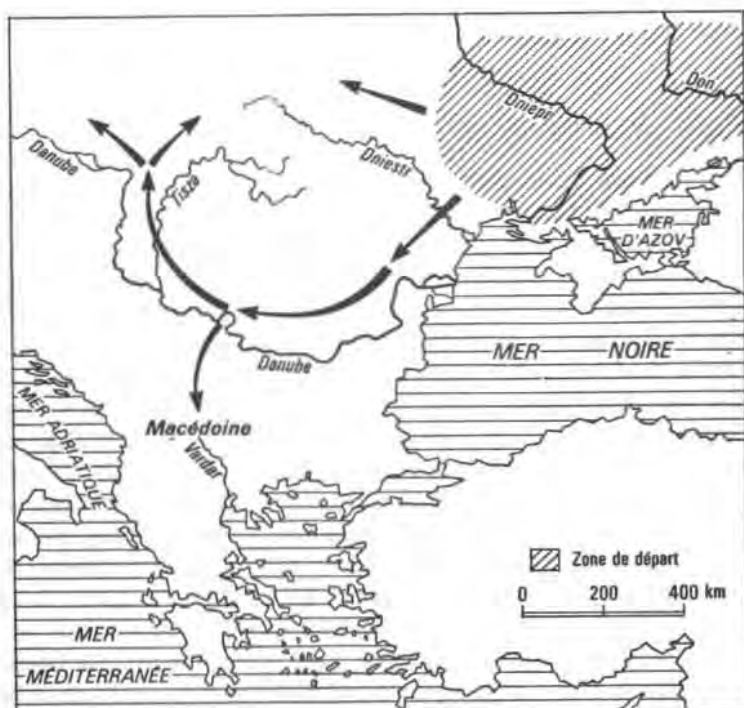 Don
Dniepr
Danube
Dniestr
Tisza
MER
D'AZOV
MER NOIRE
Danube
MER ADRIATIQUE
Macédoine
Vardar
Zone de départ
0 200 400 km
MER
MÉDITERRANÉE